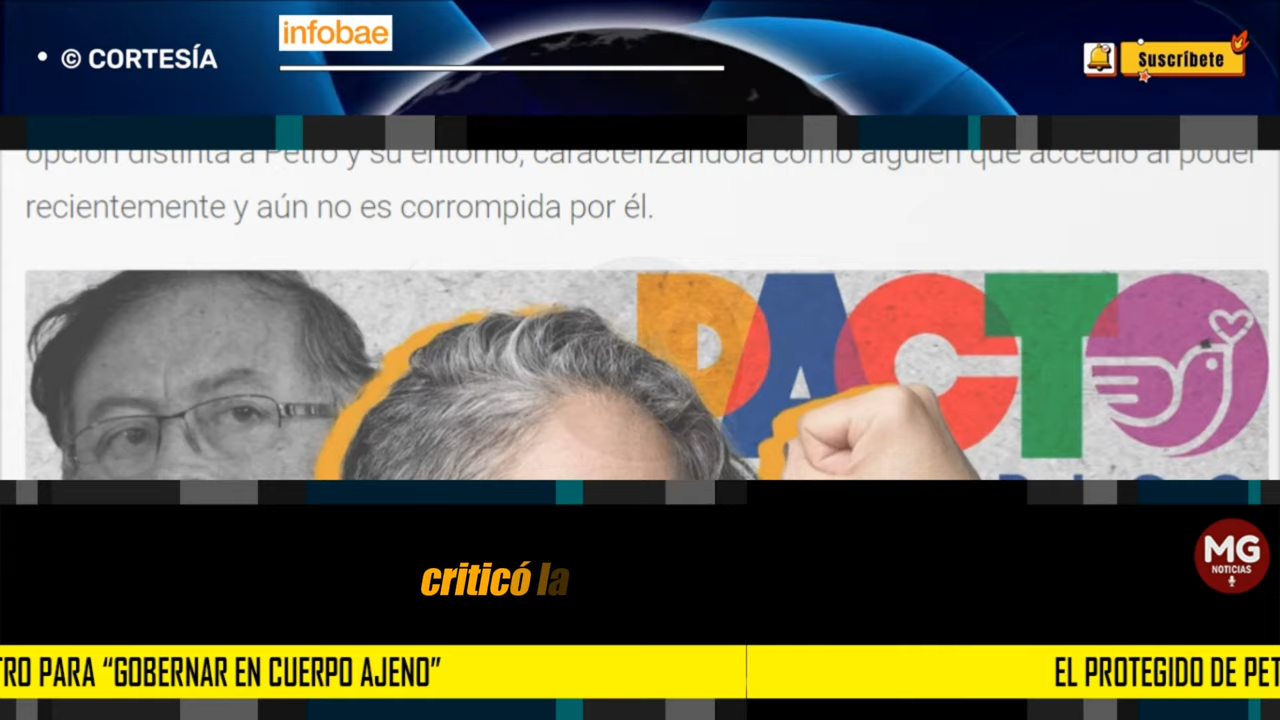 • © CORTESÍA
infobae
Suscríbete
opción distinta a Petro y su entorno, caracterizándola como alguien que accedió al poder
recientemente y aún no es corrompida por él.
PACTO
criticó la
MG
NOTICIAS
TRO PARA “GOBERNAR EN CUERPO AJENO”
EL PROTEGIDO DE PET